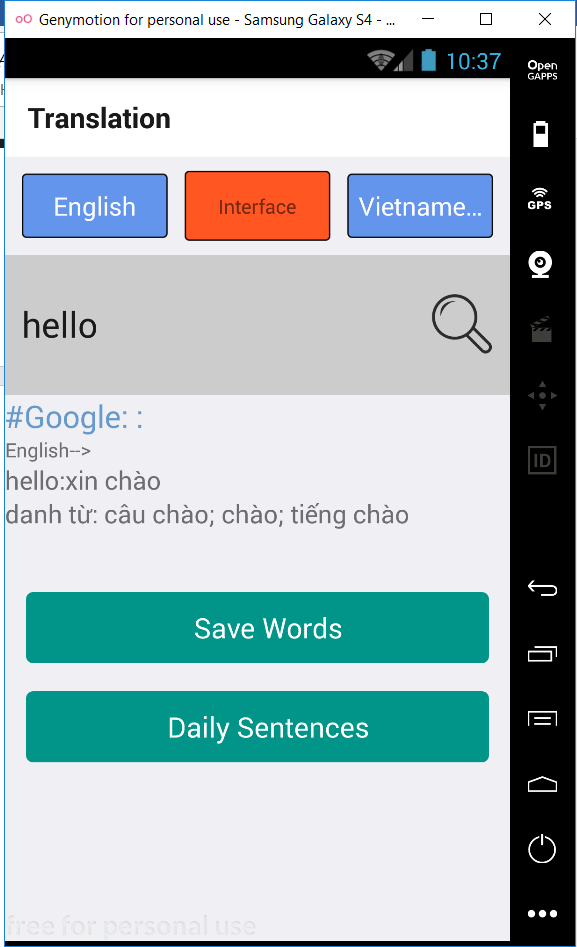 Genymotion for personal use - Samsung Galaxy S4 - ...
10:37
Open
GAPPS
Translation
English
Interface
Vietname...
GPS
hello
#Google: :
English-->
hello:xin chào
danh từ: câu chào; chào; tiếng chào
ID
Save Words
Daily Sentences
free for personal use